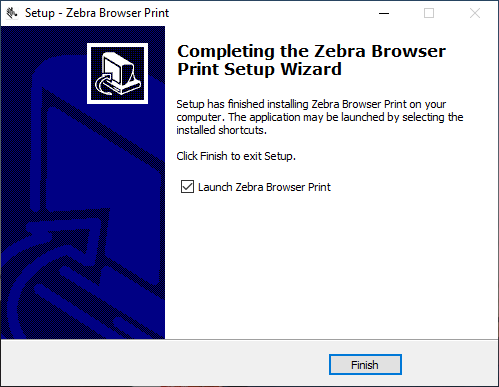 Setup - Zebra Browser Print
Completing the Zebra Browser
Print Setup Wizard
Setup has finished installing Zebra Browser Print on your
computer. The application may be launched by selecting the
installed shortcuts.
Click Finish to exit Setup.
Launch Zebra Browser Print
Finish